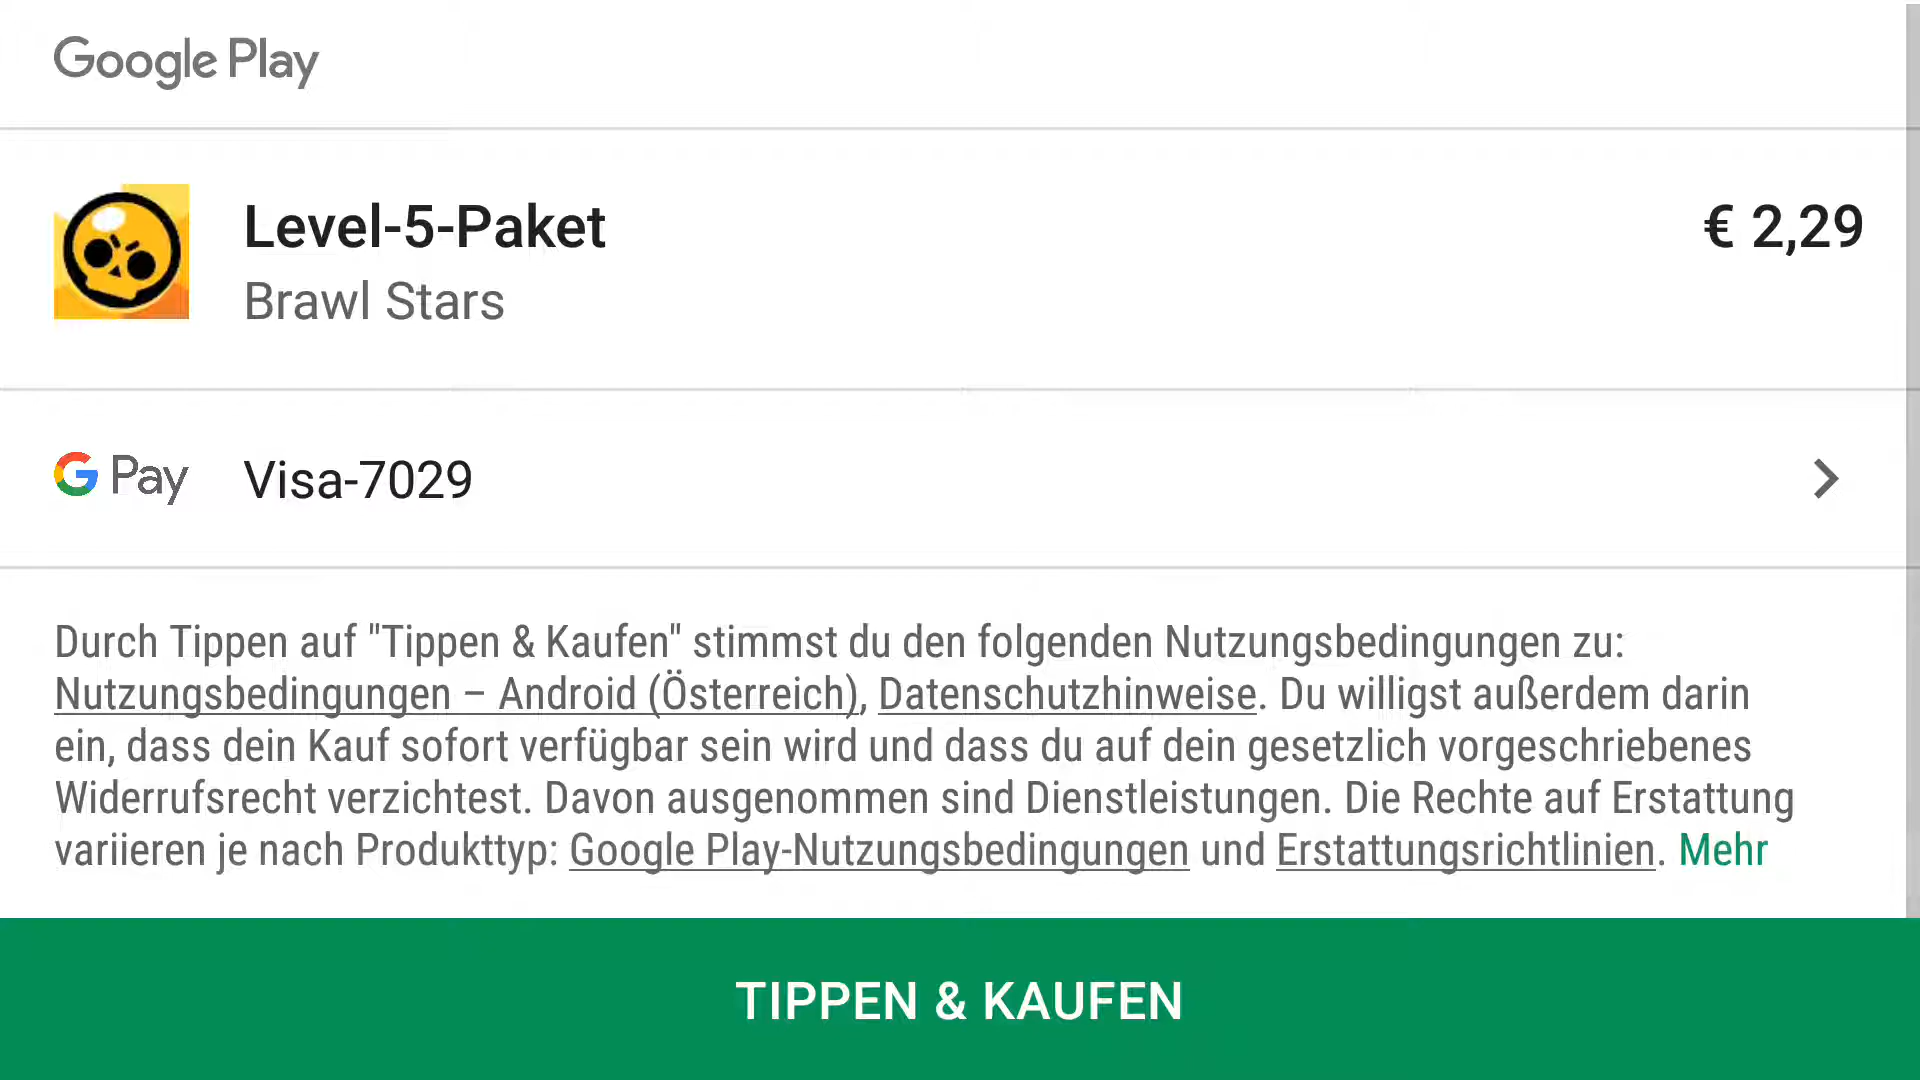 Google Play
Level-5-Paket
€ 2,29
Brawl Stars
G Pay
Visa-7029
Durch Tippen auf "Tippen & Kaufen" stimmst du den folgenden Nutzungsbedingungen zu:
Nutzungsbedingungen – Android (Österreich), Datenschutzhinweise. Du willigst außerdem darin
ein, dass dein Kauf sofort verfügbar sein wird und dass du auf dein gesetzlich vorgeschriebenes
Widerrufsrecht verzichtest. Davon ausgenommen sind Dienstleistungen. Die Rechte auf Erstattung
variieren je nach Produkttyp: Google Play-Nutzungsbedingungen und Erstattungsrichtlinien. Mehr
TIPPEN & KAUFEN